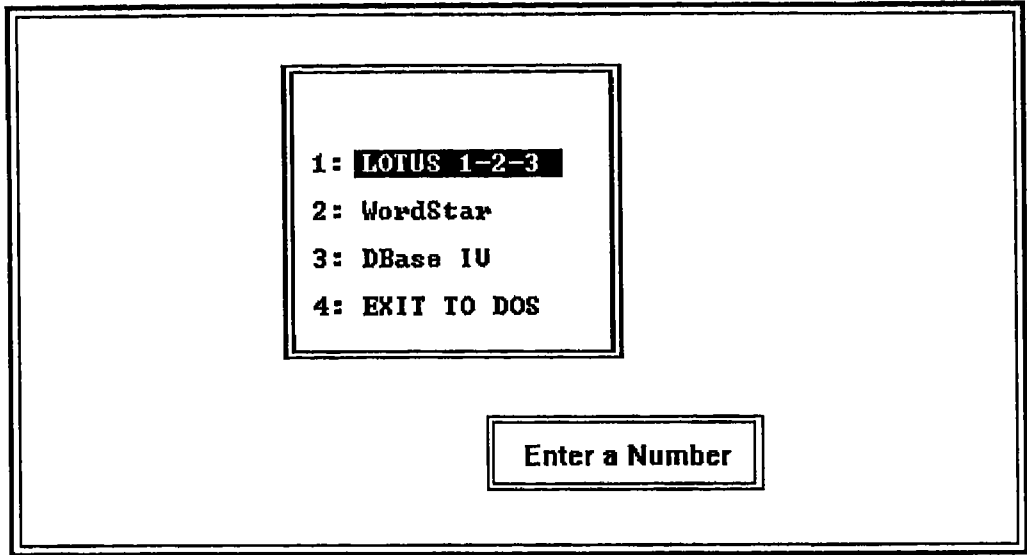 1: LOTUS 1-2-3
2: WordStar
3: DBase IV
4: EXIT TO DOS
Enter a Number